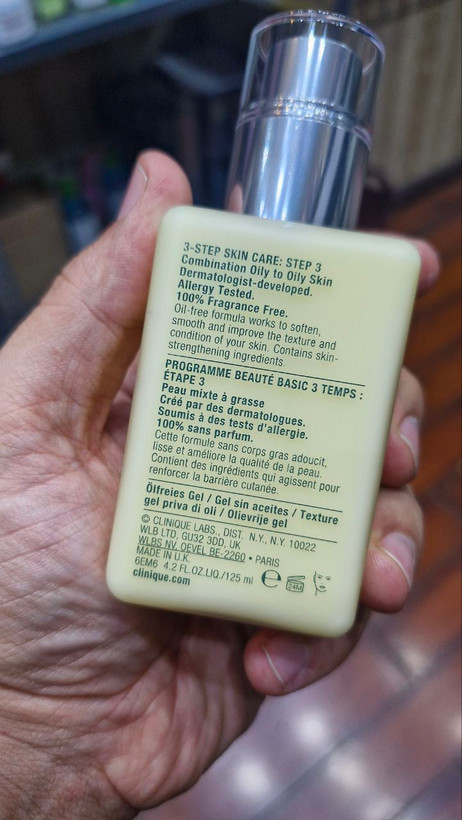 3-STEP SKIN CARE: STEP 3
Combination Oily to Oily Skin
Dermatologist-developed.
Allergy Tested.
100% Fragrance Free.
Oil-free formula works to soften,
smooth and improve the texture and
condition of your skin. Contains skin-
strengthening ingredients.
PROGRAMME BEAUTÉ BASIC 3 TEMPS :
ÉTAPE 3
Peau mixte à grasse
Créé par des dermatologues.
Soumis à des tests d'allergie.
100% sans parfum.
Cette formule sans corps gras adoucit,
lisse et améliore la qualité de la peau.
Contient des ingrédients qui agissent pour
renforcer la barrière cutanée.
Ölfreies Gel / Gel sin aceites / Texture
gel priva di oli / Olievrije gel
© CLINIQUE LABS., DIST. N.Y., N.Y. 10022
WLB LTD, GU32 3DD, UK
WLBS NV, OEVEL BE-2260 • PARIS
MADE IN U.K.
6EM6 4.2 FL.OZ.LIQ./125 ml e 24M
clinique.com